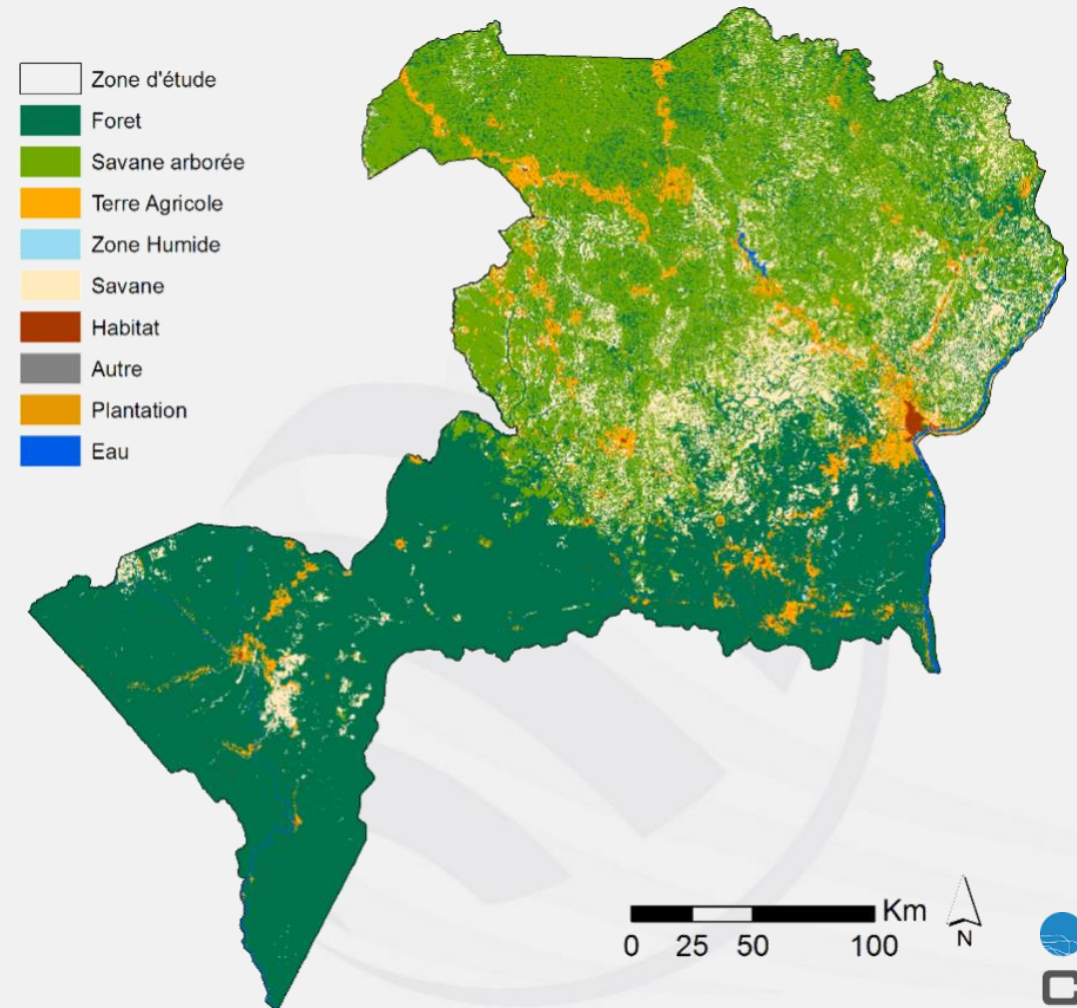 Zone d'étude
Foret
Savane arborée
Terre Agricole
Zone Humide
Savane
Habitat
Autre
Plantation
Eau
Km
0 25 50 100
N